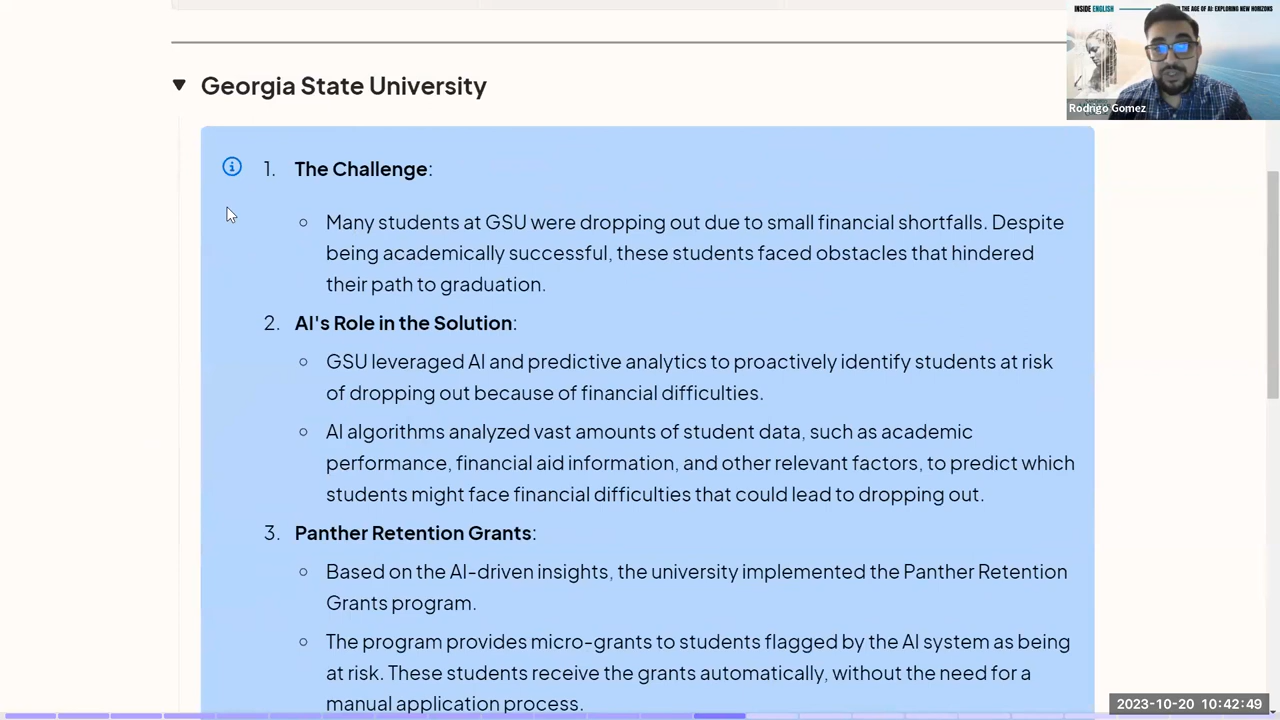 INSIDE ENGLISH
THE AGE OF AI: EXPLORING NEW HORIZONS
Rodrigo Gomez
Georgia State University
1. The Challenge:
Many students at GSU were dropping out due to small financial shortfalls. Despite
being academically successful, these students faced obstacles that hindered
their path to graduation.
2. AI's Role in the Solution:
GSU leveraged AI and predictive analytics to proactively identify students at risk
of dropping out because of financial difficulties.
AI algorithms analyzed vast amounts of student data, such as academic
performance, financial aid information, and other relevant factors, to predict which
students might face financial difficulties that could lead to dropping out.
3. Panther Retention Grants:
Based on the AI-driven insights, the university implemented the Panther Retention
Grants program.
The program provides micro-grants to students flagged by the AI system as being
at risk. These students receive the grants automatically, without the need for a
manual application process.
2023-10-20 10:42:49